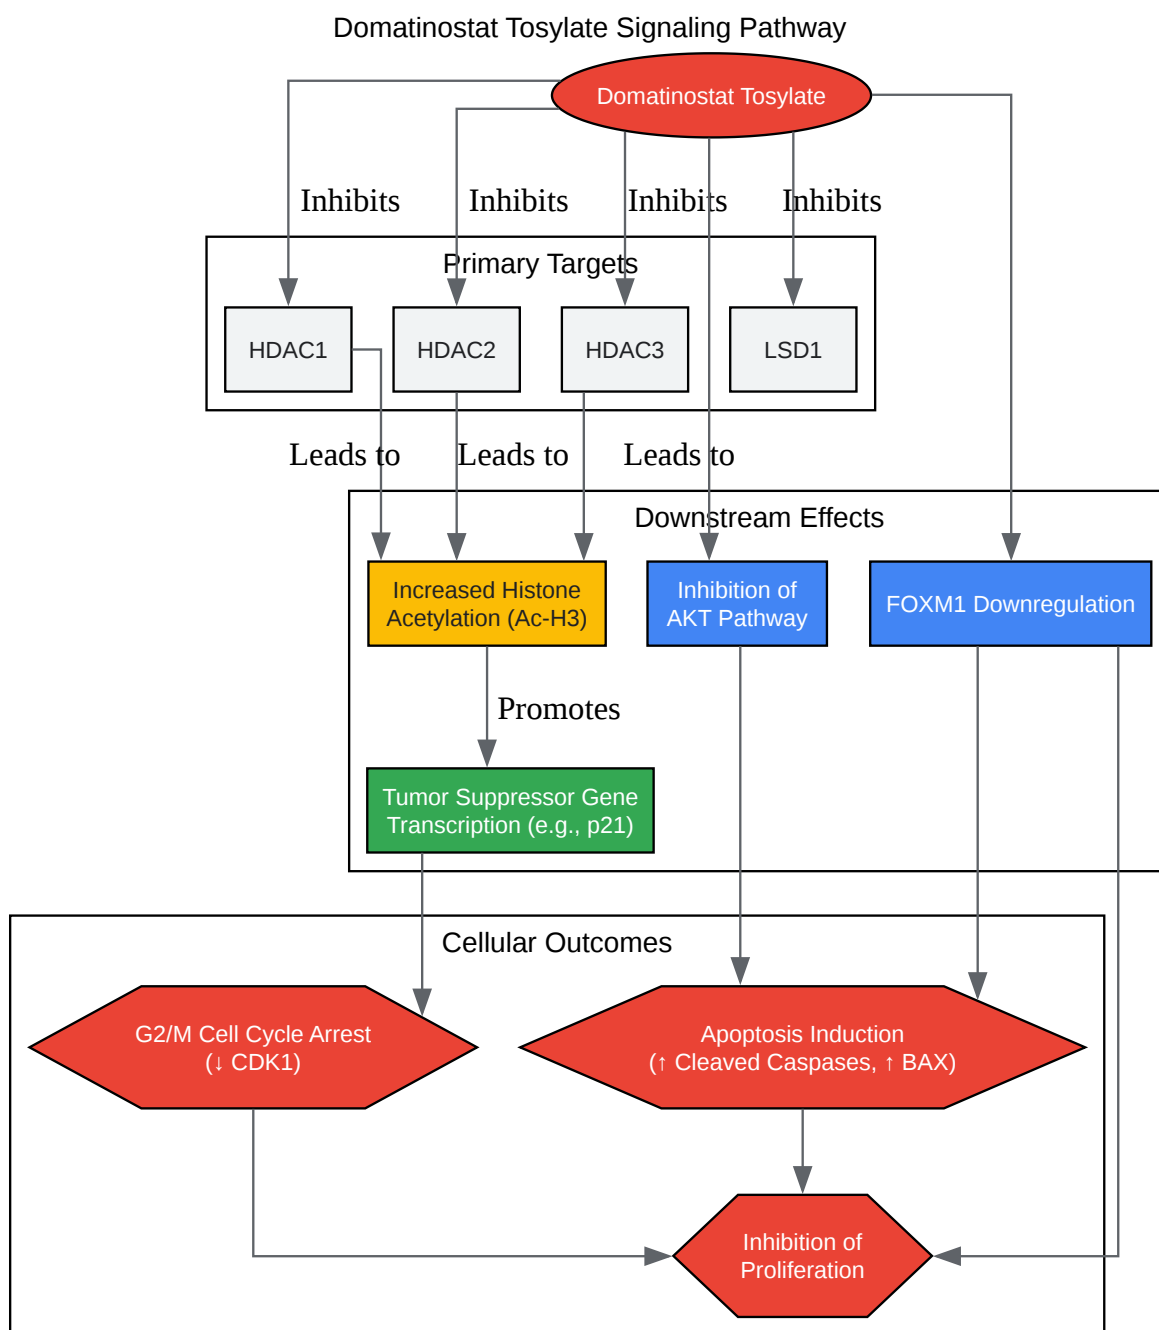 Domatinostat Tosylate Signaling Pathway
Domatinostat Tosylate
Inhibits
Inhibits
Inhibits
Inhibits
Primary Targets
HDAC1
HDAC2
HDAC3
LSD1
Leads to
Leads to
Leads to
Downstream Effects
Increased Histone
Acetylation (Ac-H3)
Inhibition of
AKT Pathway
FOXM1 Downregulation
Promotes
Tumor Suppressor Gene
Transcription (e.g., p21)
Cellular Outcomes
G2/M Cell Cycle Arrest
(↓ CDK1)
Apoptosis Induction
(↑ Cleaved Caspases, ↑ BAX)
Inhibition of
Proliferation